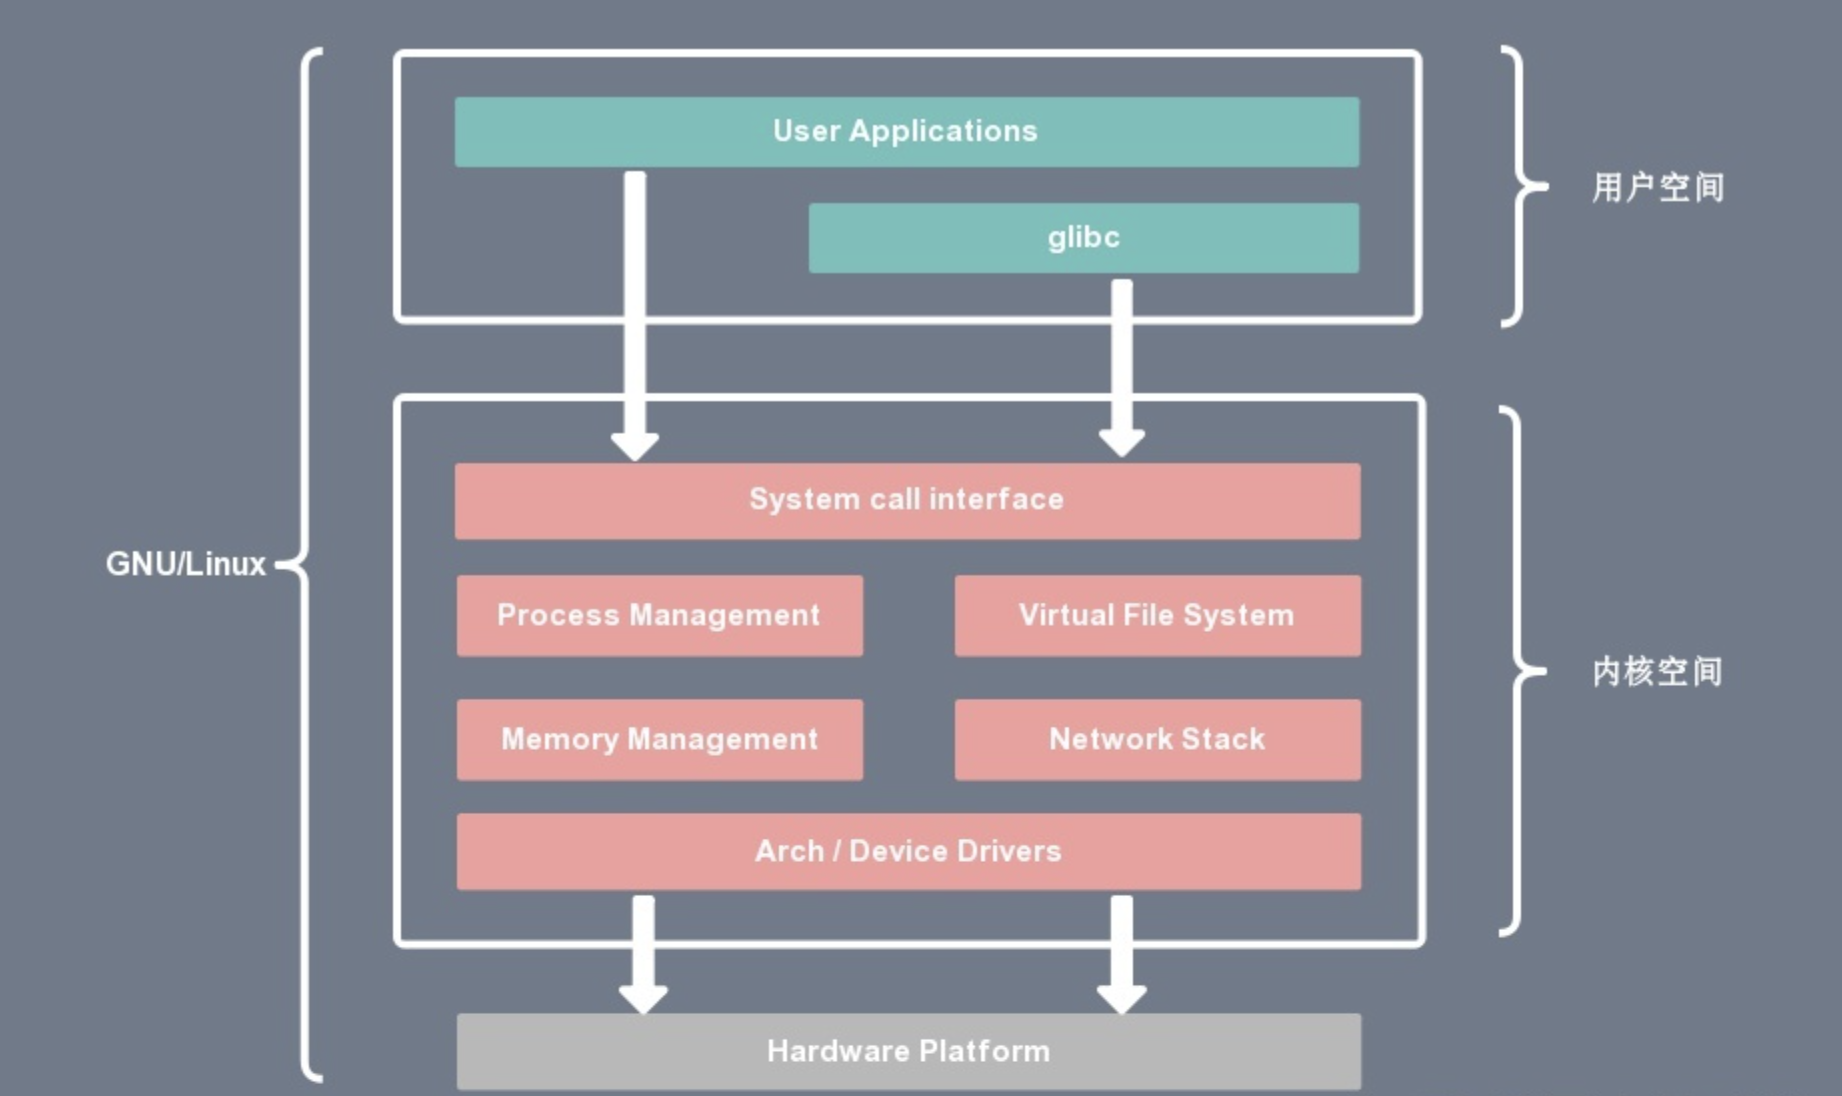 User Applications
glibc
用户空间
System call interface
GNU/Linux
Process Management
Virtual File System
内核空间
Memory Management
Network Stack
Arch / Device Drivers
Hardware Platform